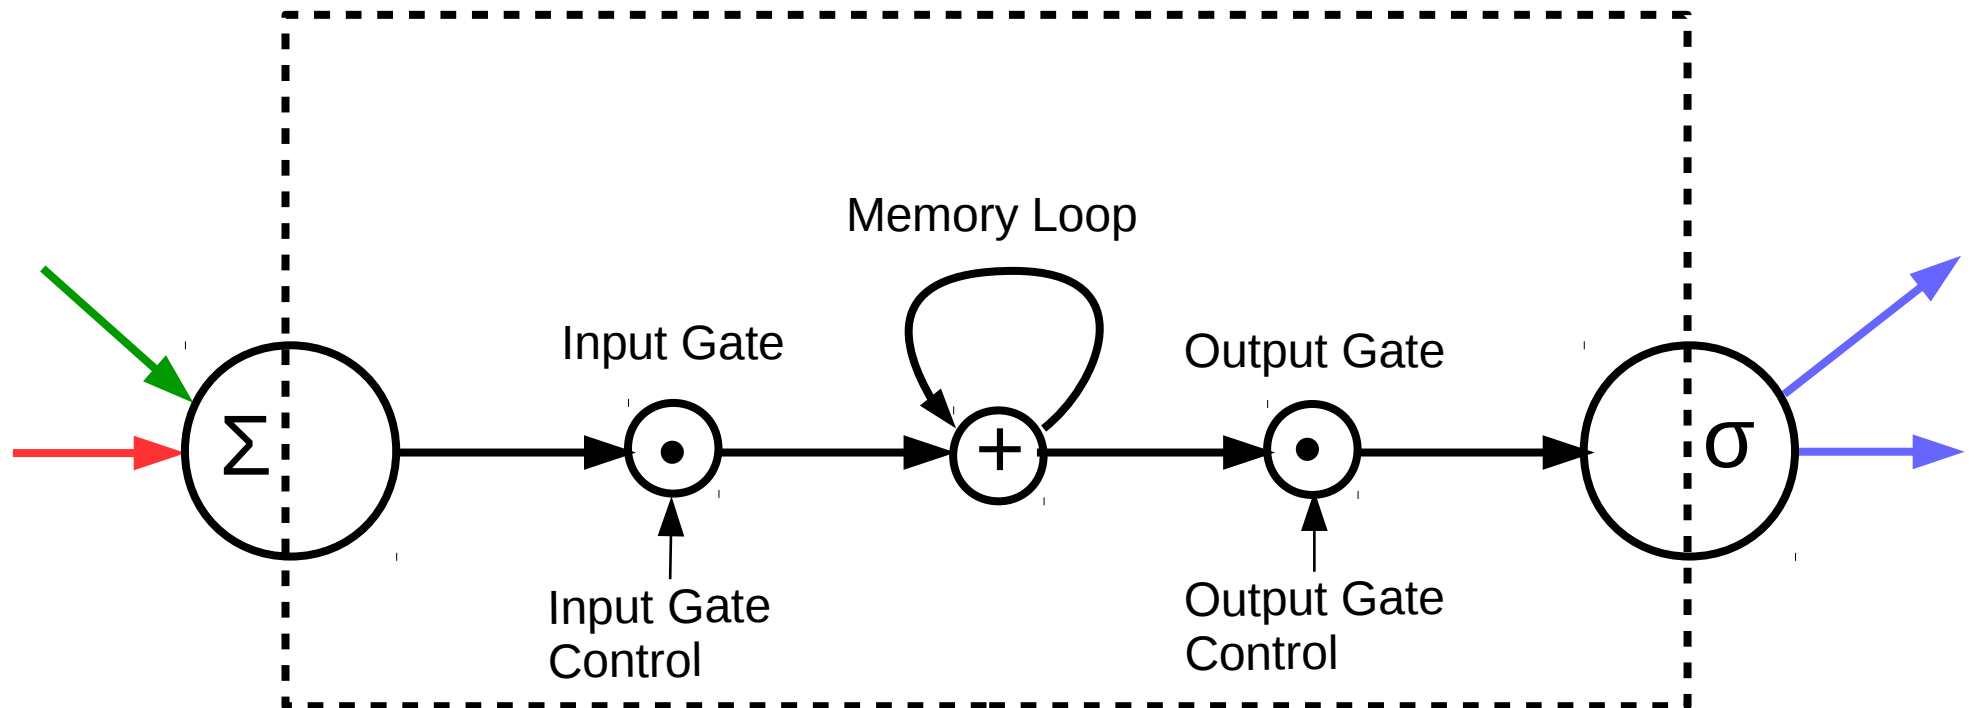 Memory Loop
Input Gate
Output Gate
Σ
+
σ
Input Gate
Control
Output Gate
Control